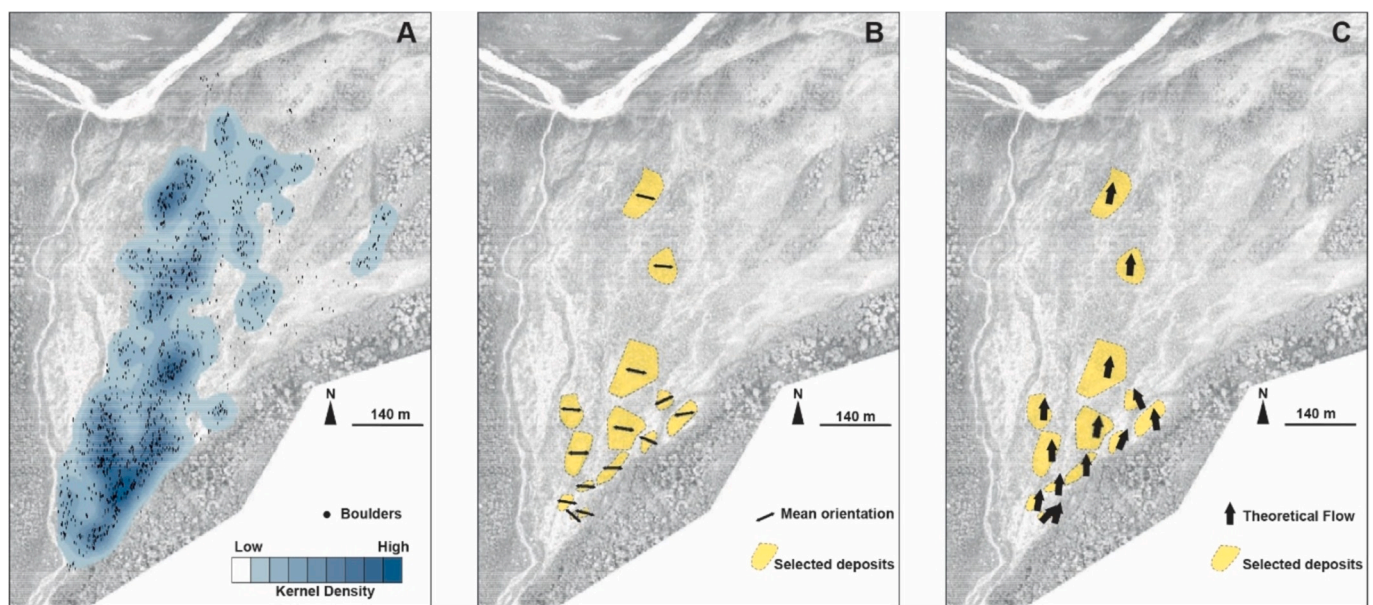 A
N
140 m
Boulders
Low High
Kernel Density
B
N
140 m
Mean orientation
Selected deposits
C
N
140 m
Theoretical Flow
Selected deposits